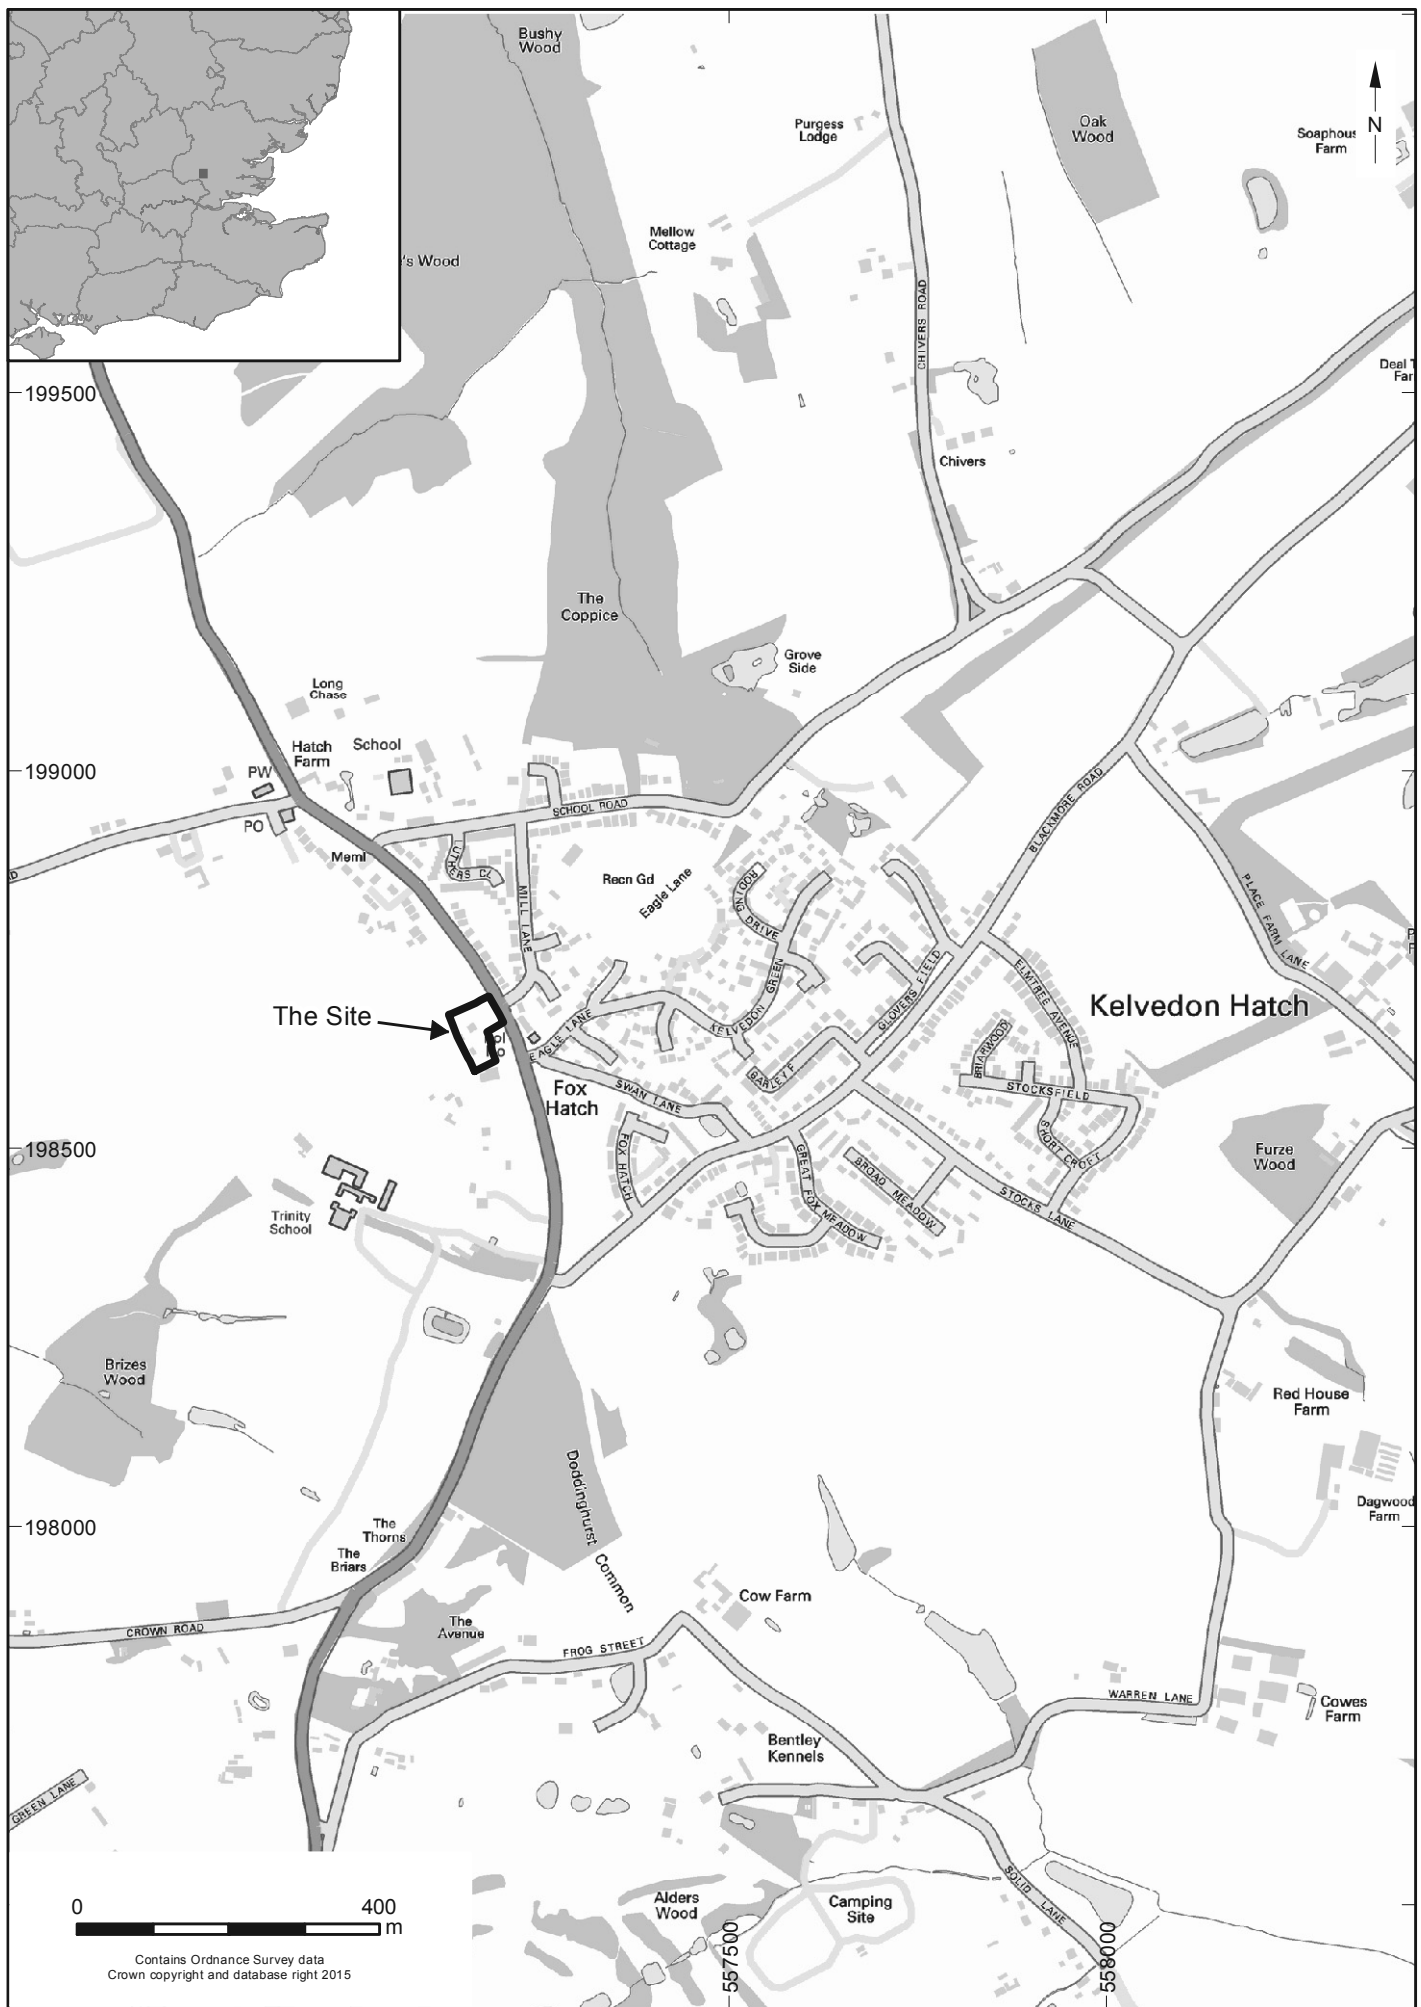 Bushy
Wood
Oak
Wood
Purgess
Lodge
Soaphous
Farm
N
Mellow
Cottage
's Wood
CHIVERS ROAD
199500
Deal T
Far
Chivers
The
Coppice
Grove
Side
Long
Chase
Hatch
Farm
School
199000
PW
PO
SCHOOL ROAD
BLACKMORE ROAD
Meml
LUTHERS CL
MILL LANE
Recn Gd
Eagle Lane
RODING DRIVE
PLACE FARM LANE
GLOVERS FIELD
ELMTREE AVENUE
KELVEDON GREEN
Kelvedon Hatch
The Site
EAGLE LANE
BRIARWOOD
Fox
Hatch
SWAN LANE
GARLEY F
STOCKSFIELD
SHORT CROFT
198500
FOX HATCH
GREAT FOX MEADOW
BROAD MEADOW
STOCKS LANE
Furze
Wood
Trinity
School
Brizes
Wood
Red House
Farm
Doddinghurst Common
198000
The
Thorns
The
Briars
Dagwood
Farm
Cow Farm
CROWN ROAD
The
Avenue
FROG STREET
WARREN LANE
Cowes
Farm
Bentley
Kennels
GREEN LANE
SOLID LANE
Alders
Wood
Camping
Site
557500
558000
0 400
m
Contains Ordnance Survey data
Crown copyright and database right 2015